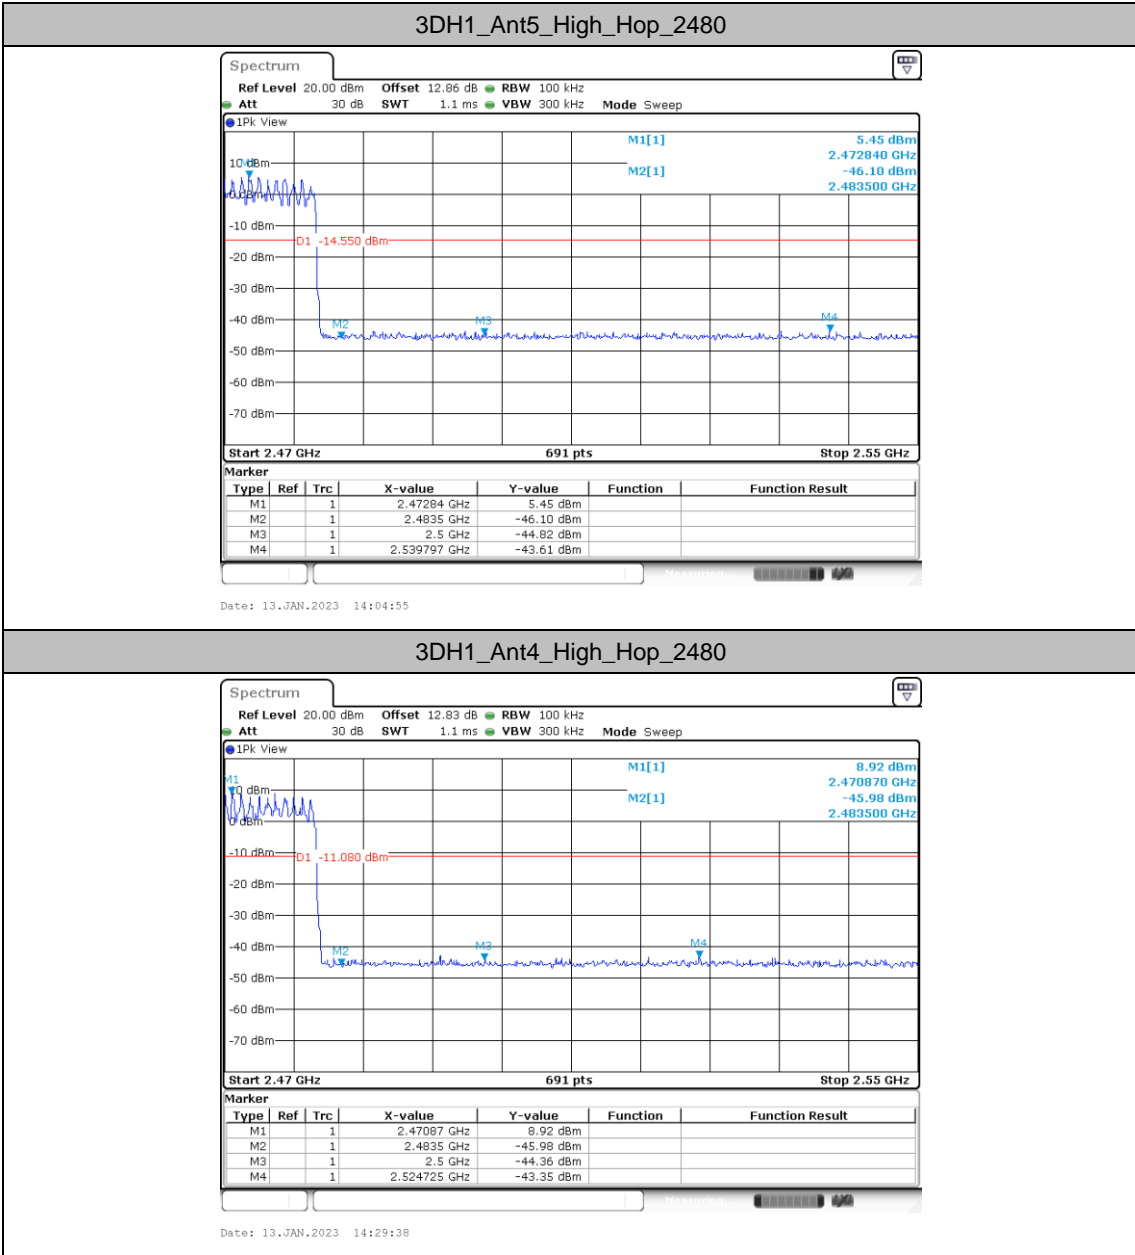 3DH1_Ant5_High_Hop_2480
Spectrum
Ref Level 20.00 dBm Offset 12.86 dB RBW 100 kHz
Att 30 dB SWT 1.1 ms VBW 300 kHz Mode Sweep
1Pk View
M1[1] 5.45 dBm
2.472840 GHz
M2[1] -46.10 dBm
2.483500 GHz
M1
10 dBm
0 dBm
-10 dBm
D1 -14.550 dBm
-20 dBm
-30 dBm
-40 dBm
M2 M3 M4
-50 dBm
-60 dBm
-70 dBm
Start 2.47 GHz 691 pts Stop 2.55 GHz
Marker
Type Ref Trc X-value Y-value Function Function Result
M1 1 2.47284 GHz 5.45 dBm
M2 1 2.4835 GHz -46.10 dBm
M3 1 2.5 GHz -44.82 dBm
M4 1 2.539797 GHz -43.61 dBm
Measuring
Date: 13.JAN.2023 14:04:55
3DH1_Ant4_High_Hop_2480
Spectrum
Ref Level 20.00 dBm Offset 12.83 dB RBW 100 kHz
Att 30 dB SWT 1.1 ms VBW 300 kHz Mode Sweep
1Pk View
M1[1] 8.92 dBm
2.470870 GHz
M2[1] -45.98 dBm
2.483500 GHz
M1
10 dBm
0 dBm
-10 dBm
D1 -11.080 dBm
-20 dBm
-30 dBm
-40 dBm
M2 M3 M4
-50 dBm
-60 dBm
-70 dBm
Start 2.47 GHz 691 pts Stop 2.55 GHz
Marker
Type Ref Trc X-value Y-value Function Function Result
M1 1 2.47087 GHz 8.92 dBm
M2 1 2.4835 GHz -45.98 dBm
M3 1 2.5 GHz -44.36 dBm
M4 1 2.524725 GHz -43.35 dBm
Measuring
Date: 13.JAN.2023 14:29:38